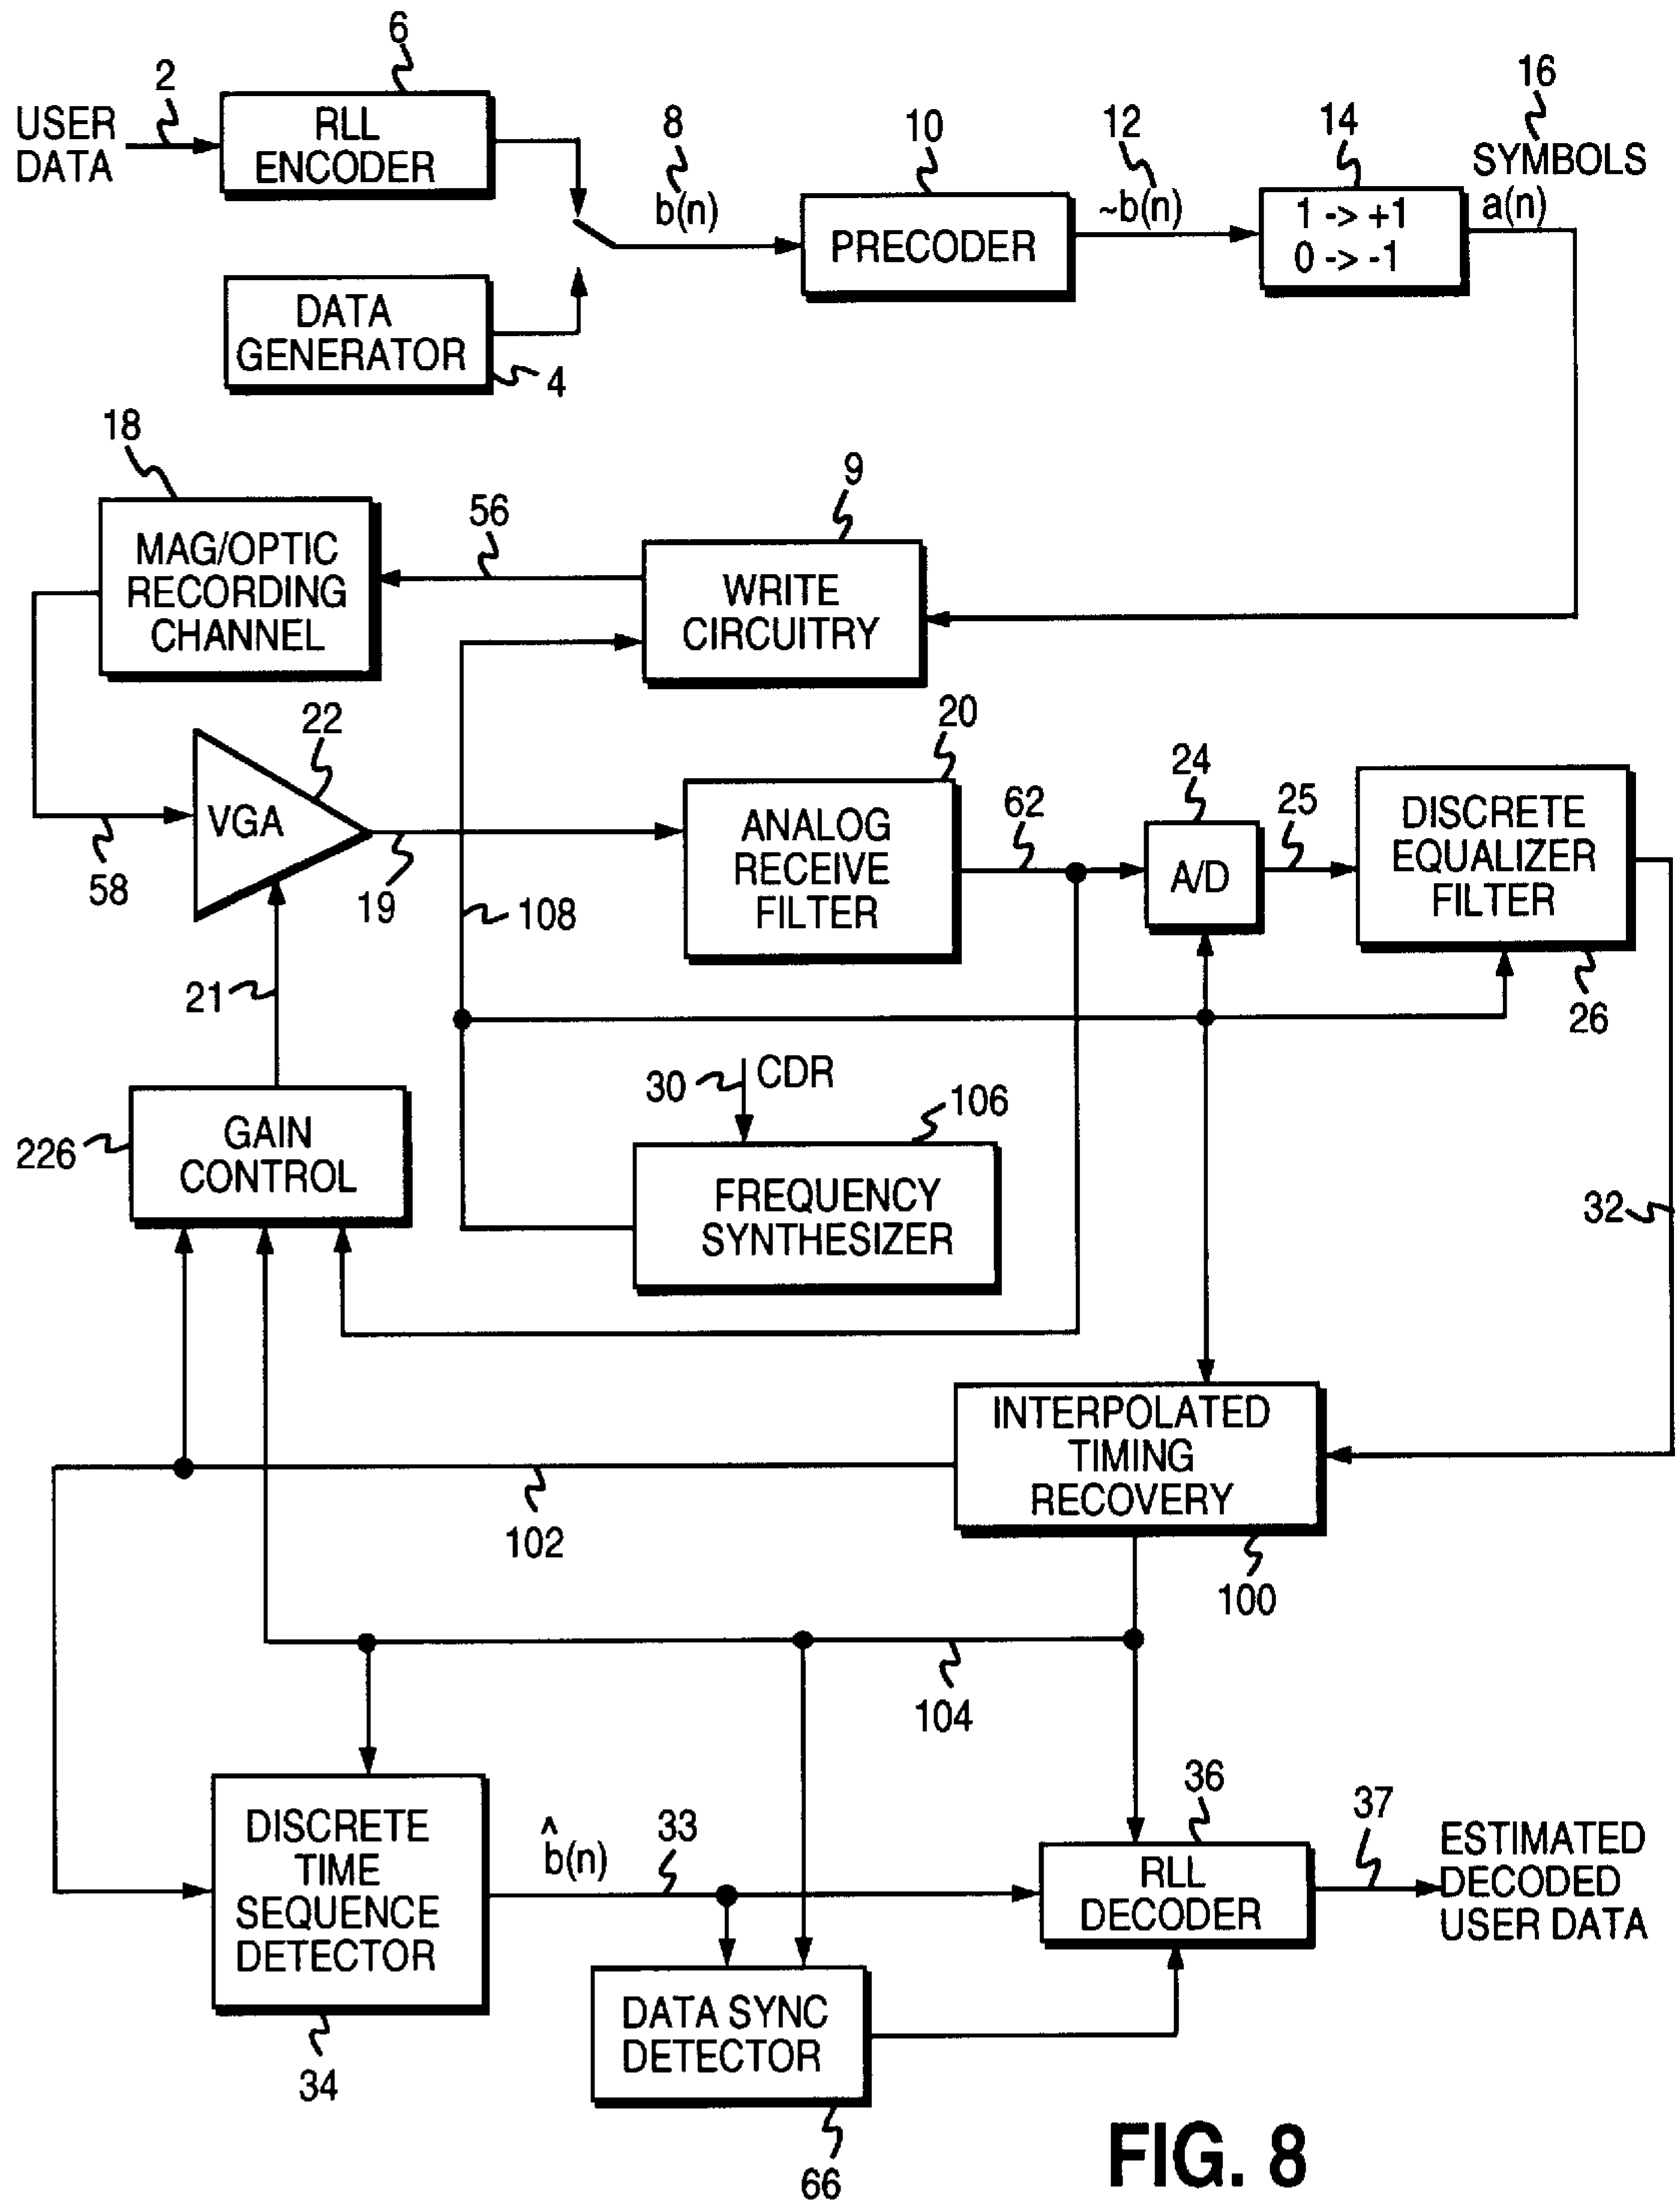 6
2
USER
DATA
RLL
ENCODER
8
b(n)
10
PRECODER
12
~b(n)
14
1 -> +1
0 -> -1
16
SYMBOLS
a(n)
DATA
GENERATOR
4
18
MAG/OPTIC
RECORDING
CHANNEL
56
9
WRITE
CIRCUITRY
22
VGA
58
19
108
20
ANALOG
RECEIVE
FILTER
62
24
A/D
25
DISCRETE
EQUALIZER
FILTER
26
21
226
GAIN
CONTROL
30
CDR
106
FREQUENCY
SYNTHESIZER
32
INTERPOLATED
TIMING
RECOVERY
100
102
104
DISCRETE
TIME
SEQUENCE
DETECTOR
34
^
b(n)
33
36
RLL
DECODER
37
ESTIMATED
DECODED
USER DATA
DATA SYNC
DETECTOR
66
FIG. 8